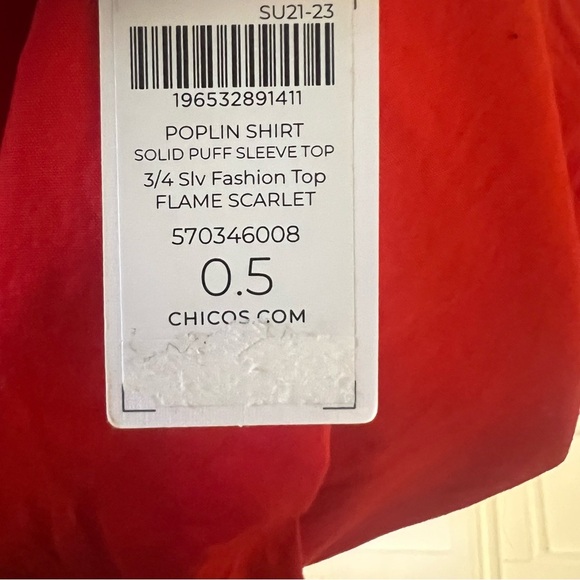 SU21-23
196532891411
POPLIN SHIRT
SOLID PUFF SLEEVE TOP
3/4 Slv Fashion Top
FLAME SCARLET
570346008
0.5
CHICOS.COM